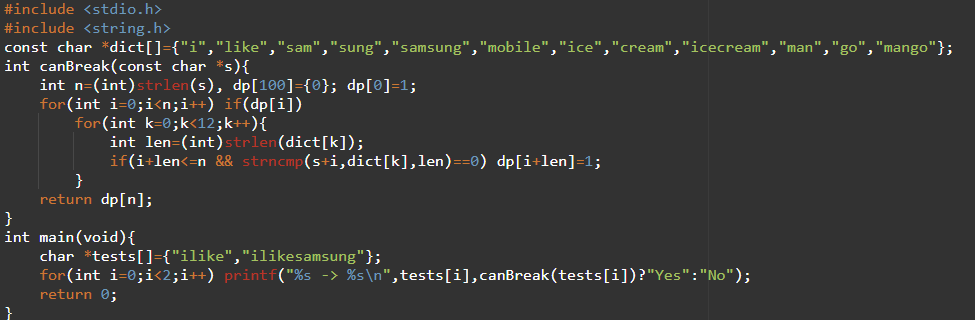 #include <stdio.h>
#include <string.h>
const char *dict[]={"i","like","sam","sung","samsung","mobile","ice","cream","icecream","man","go","mango"};
int canBreak(const char *s){
    int n=(int)strlen(s), dp[100]={0}; dp[0]=1;
    for(int i=0;i<n;i++) if(dp[i])
        for(int k=0;k<12;k++){
            int len=(int)strlen(dict[k]);
            if(i+len<=n && strncmp(s+i,dict[k],len)==0) dp[i+len]=1;
        }
    return dp[n];
}
int main(void){
    char *tests[]={"ilike","ilikesamsung"};
    for(int i=0;i<2;i++) printf("%s -> %s\n",tests[i],canBreak(tests[i])?"Yes":"No");
    return 0;
}